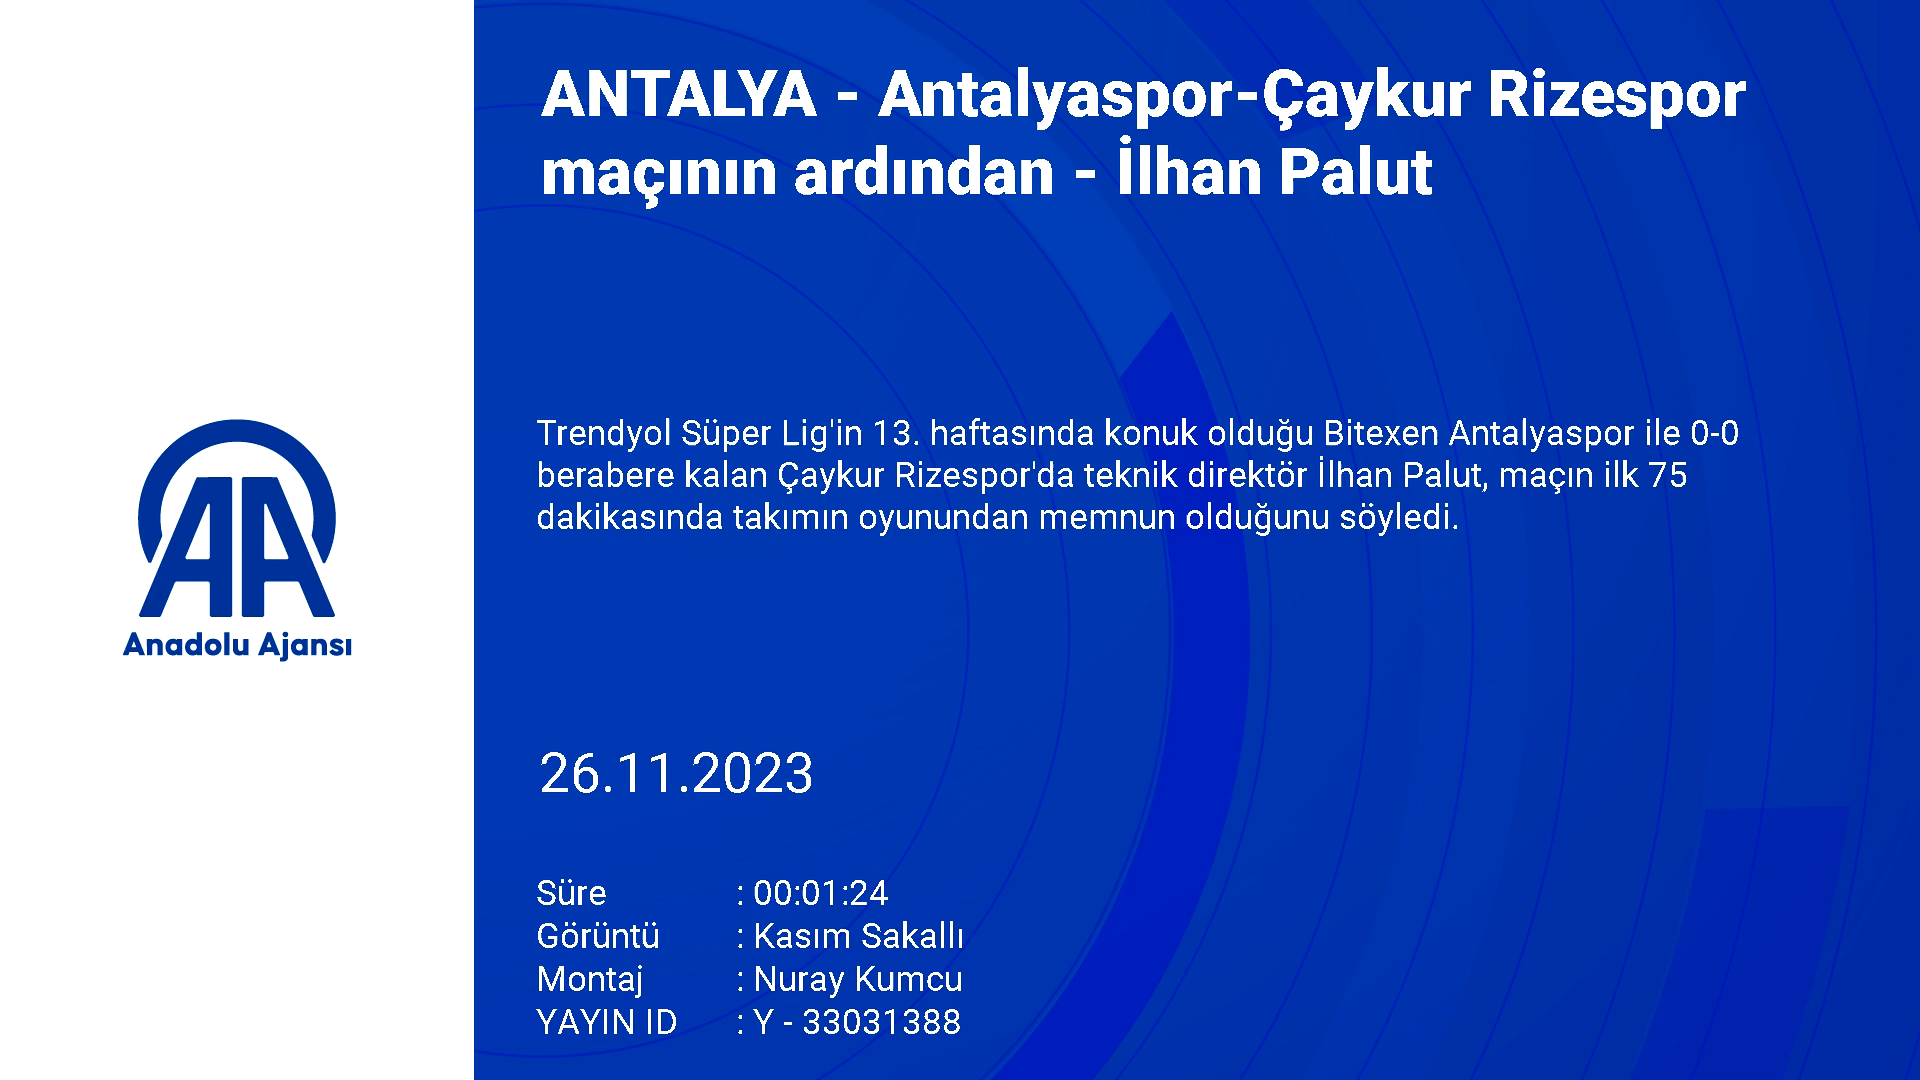 ANTALYA - Antalyaspor-Çaykur Rizespor
maçının ardından - İlhan Palut
Trendyol Süper Lig'in 13. haftasında konuk olduğu Bitexen Antalyaspor ile 0-0
berabere kalan Çaykur Rizespor'da teknik direktör İlhan Palut, maçın ilk 75
dakikasında takımın oyunundan memnun olduğunu söyledi.
AA
Anadolu Ajansı
26.11.2023
Süre : 00:01:24
Görüntü : Kasım Sakallı
Montaj : Nuray Kumcu
YAYIN ID : Y - 33031388